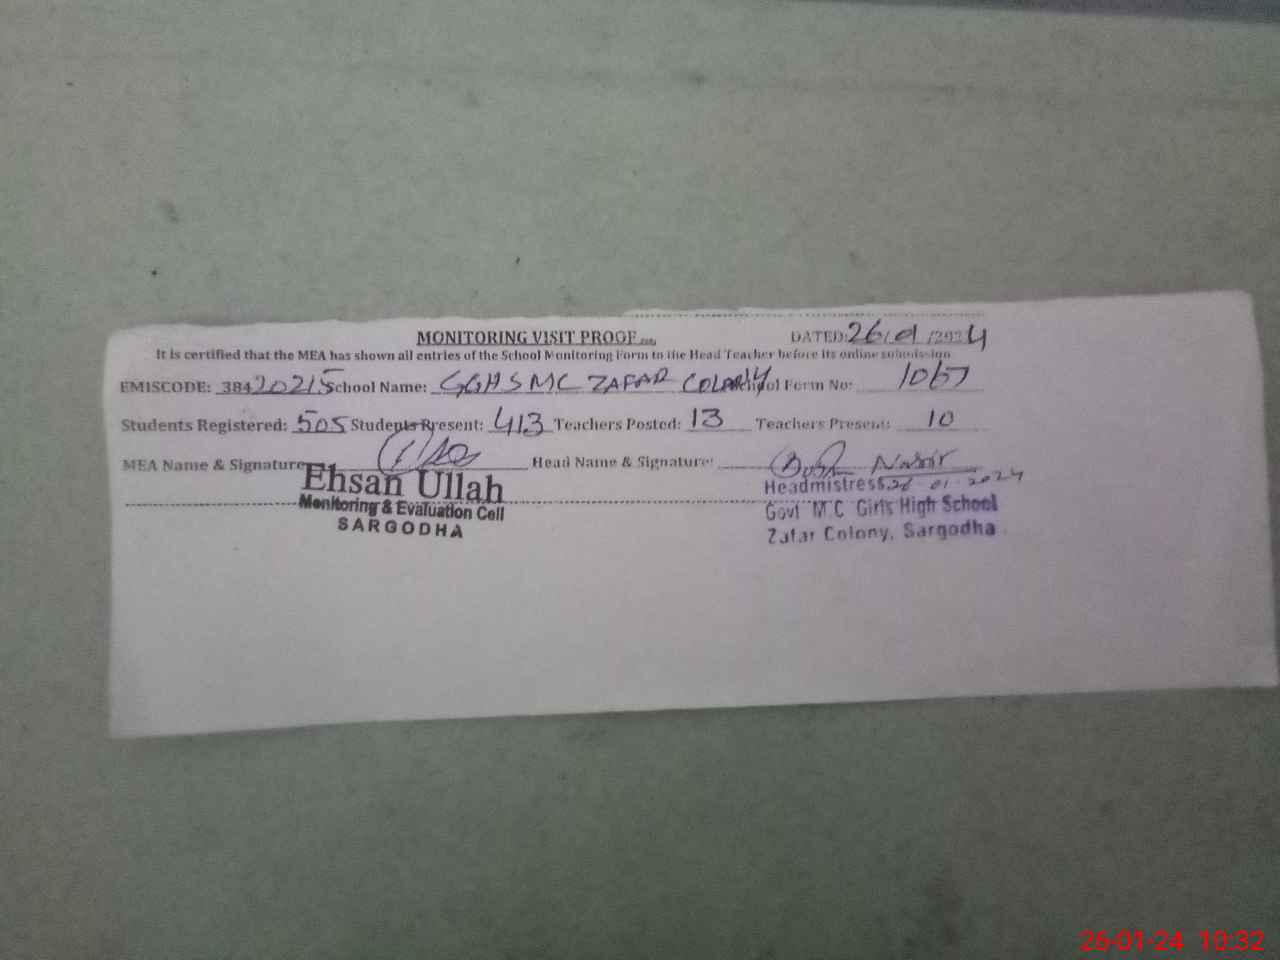 MONITORING VISIT PROOF DATED: 26/01/2024
It is certified that the MEA has shown all entries of the School Monitoring Form to the Head Teacher before its online submission
EMISCODE: 38420215 School Name: GGHS MC ZAFAR COLONY School Form No: 1067
Students Registered: 505 Students Present: 413 Teachers Posted: 13 Teachers Present: 10
MEA Name & Signature Head Name & Signature: Nasir
Ehsan Ullah
Monitoring & Evaluation Cell
SARGODHA
Headmistress 26-01-2024
Govt M.C Girls High School
Zafar Colony, Sargodha
26-01-24 10:32